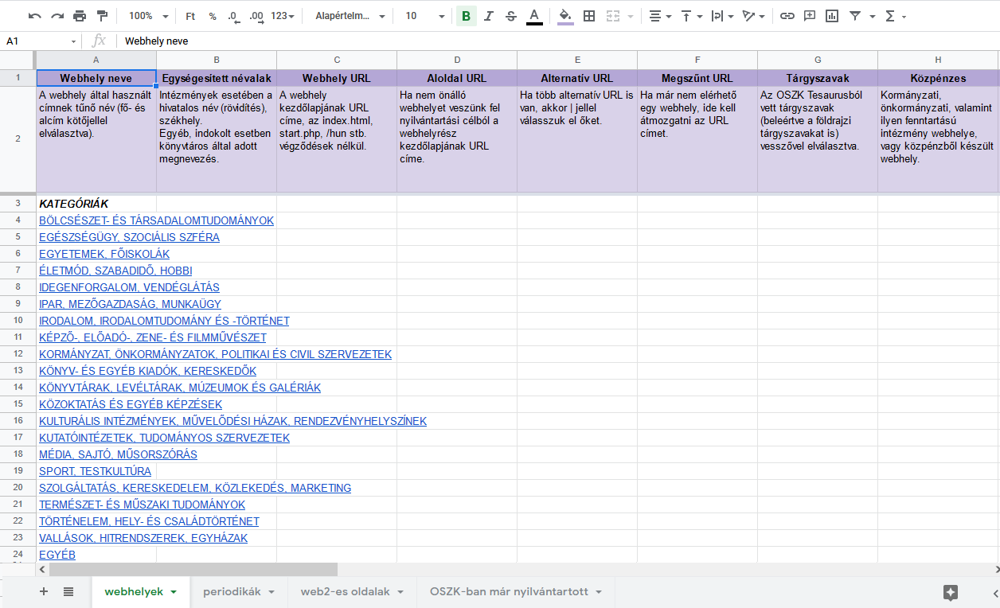 100% Ft % .0 .00 123 Apaértelm... 10 B I S A Σ
A1 fx Webhely neve
A B C D E F G H
1 Webhely neve Egységesített névalak Webhely URL Aloldal URL Alternatív URL Megszűnt URL Tárgyszavak Közpénzes
2
A webhely által használt
címnek tűnő név (fő- és
alcím kötőjellel
elválasztva).
Intézmények esetében a
hivatalos név (rövidítés),
székhely.
Egyéb, indokolt esetben
könyvtáros által adott
megnevezés.
A webhely
kezdőlapjának URL
címe, az index.html,
start.php, /hun stb.
végződések nélkül.
Ha nem önálló
webhelyet veszünk fel
nyilvántartási célból a
webhelyrész
kezdőlapjának URL
címe.
Ha több alternatív URL is
van, akkor | jellel
válasszuk el őket.
Ha már nem elérhető
egy webhely, ide kell
átmozgatni az URL
címet.
Az OSZK Tesaurusból
vett tárgyszavak
(beleértve a földrajzi
tárgyszavakat is)
vesszővel elválasztva.
Kormányzati,
önkormányzati, valamint
ilyen fenntartású
intézmény webhelye,
vagy közpénzből készült
webhely.
3 KATEGÓRIÁK
4 BÖLCSÉSZET- ÉS TÁRSADALOMTUDOMÁNYOK
5 EGÉSZSÉGÜGY, SZOCIÁLIS SZFÉRA
6 EGYETEMEK, FŐISKOLÁK
7 ÉLETMÓD, SZABADIDŐ, HOBBI
8 IDEGENFORGALOM, VENDÉGLÁTÁS
9 IPAR, MEZŐGAZDASÁG, MUNKAÜGY
10 IRODALOM, IRODALOMTUDOMÁNY ÉS -TÖRTÉNET
11 KÉPZŐ-, ELŐADÓ-, ZENE- ÉS FILMMŰVÉSZET
12 KORMÁNYZAT, ÖNKORMÁNYZATOK, POLITIKAI ÉS CIVIL SZERVEZETEK
13 KÖNYV- ÉS EGYÉB KIADÓK, KERESKEDŐK
14 KÖNYVTÁRAK, LEVÉLTÁRAK, MÚZEUMOK ÉS GALÉRIÁK
15 KÖZOKTATÁS ÉS EGYÉB KÉPZÉSEK
16 KULTURÁLIS INTÉZMÉNYEK, MŰVELŐDÉSI HÁZAK, RENDEZVÉNYHELYSZÍNEK
17 KUTATÓINTÉZETEK, TUDOMÁNYOS SZERVEZETEK
18 MÉDIA, SAJTÓ, MŰSORSZÓRÁS
19 SPORT, TESTKULTÚRA
20 SZOLGÁLTATÁS, KERESKEDELEM, KÖZLEKEDÉS, MARKETING
21 TERMÉSZET- ÉS MŰSZAKI TUDOMÁNYOK
22 TÖRTÉNELEM, HELY- ÉS CSALÁDTÖRTÉNET
23 VALLÁSOK, HITRENDSZEREK, EGYHÁZAK
24 EGYÉB
webhelyek periodikák web2-es oldalak OSZK-ban már nyilvántartott